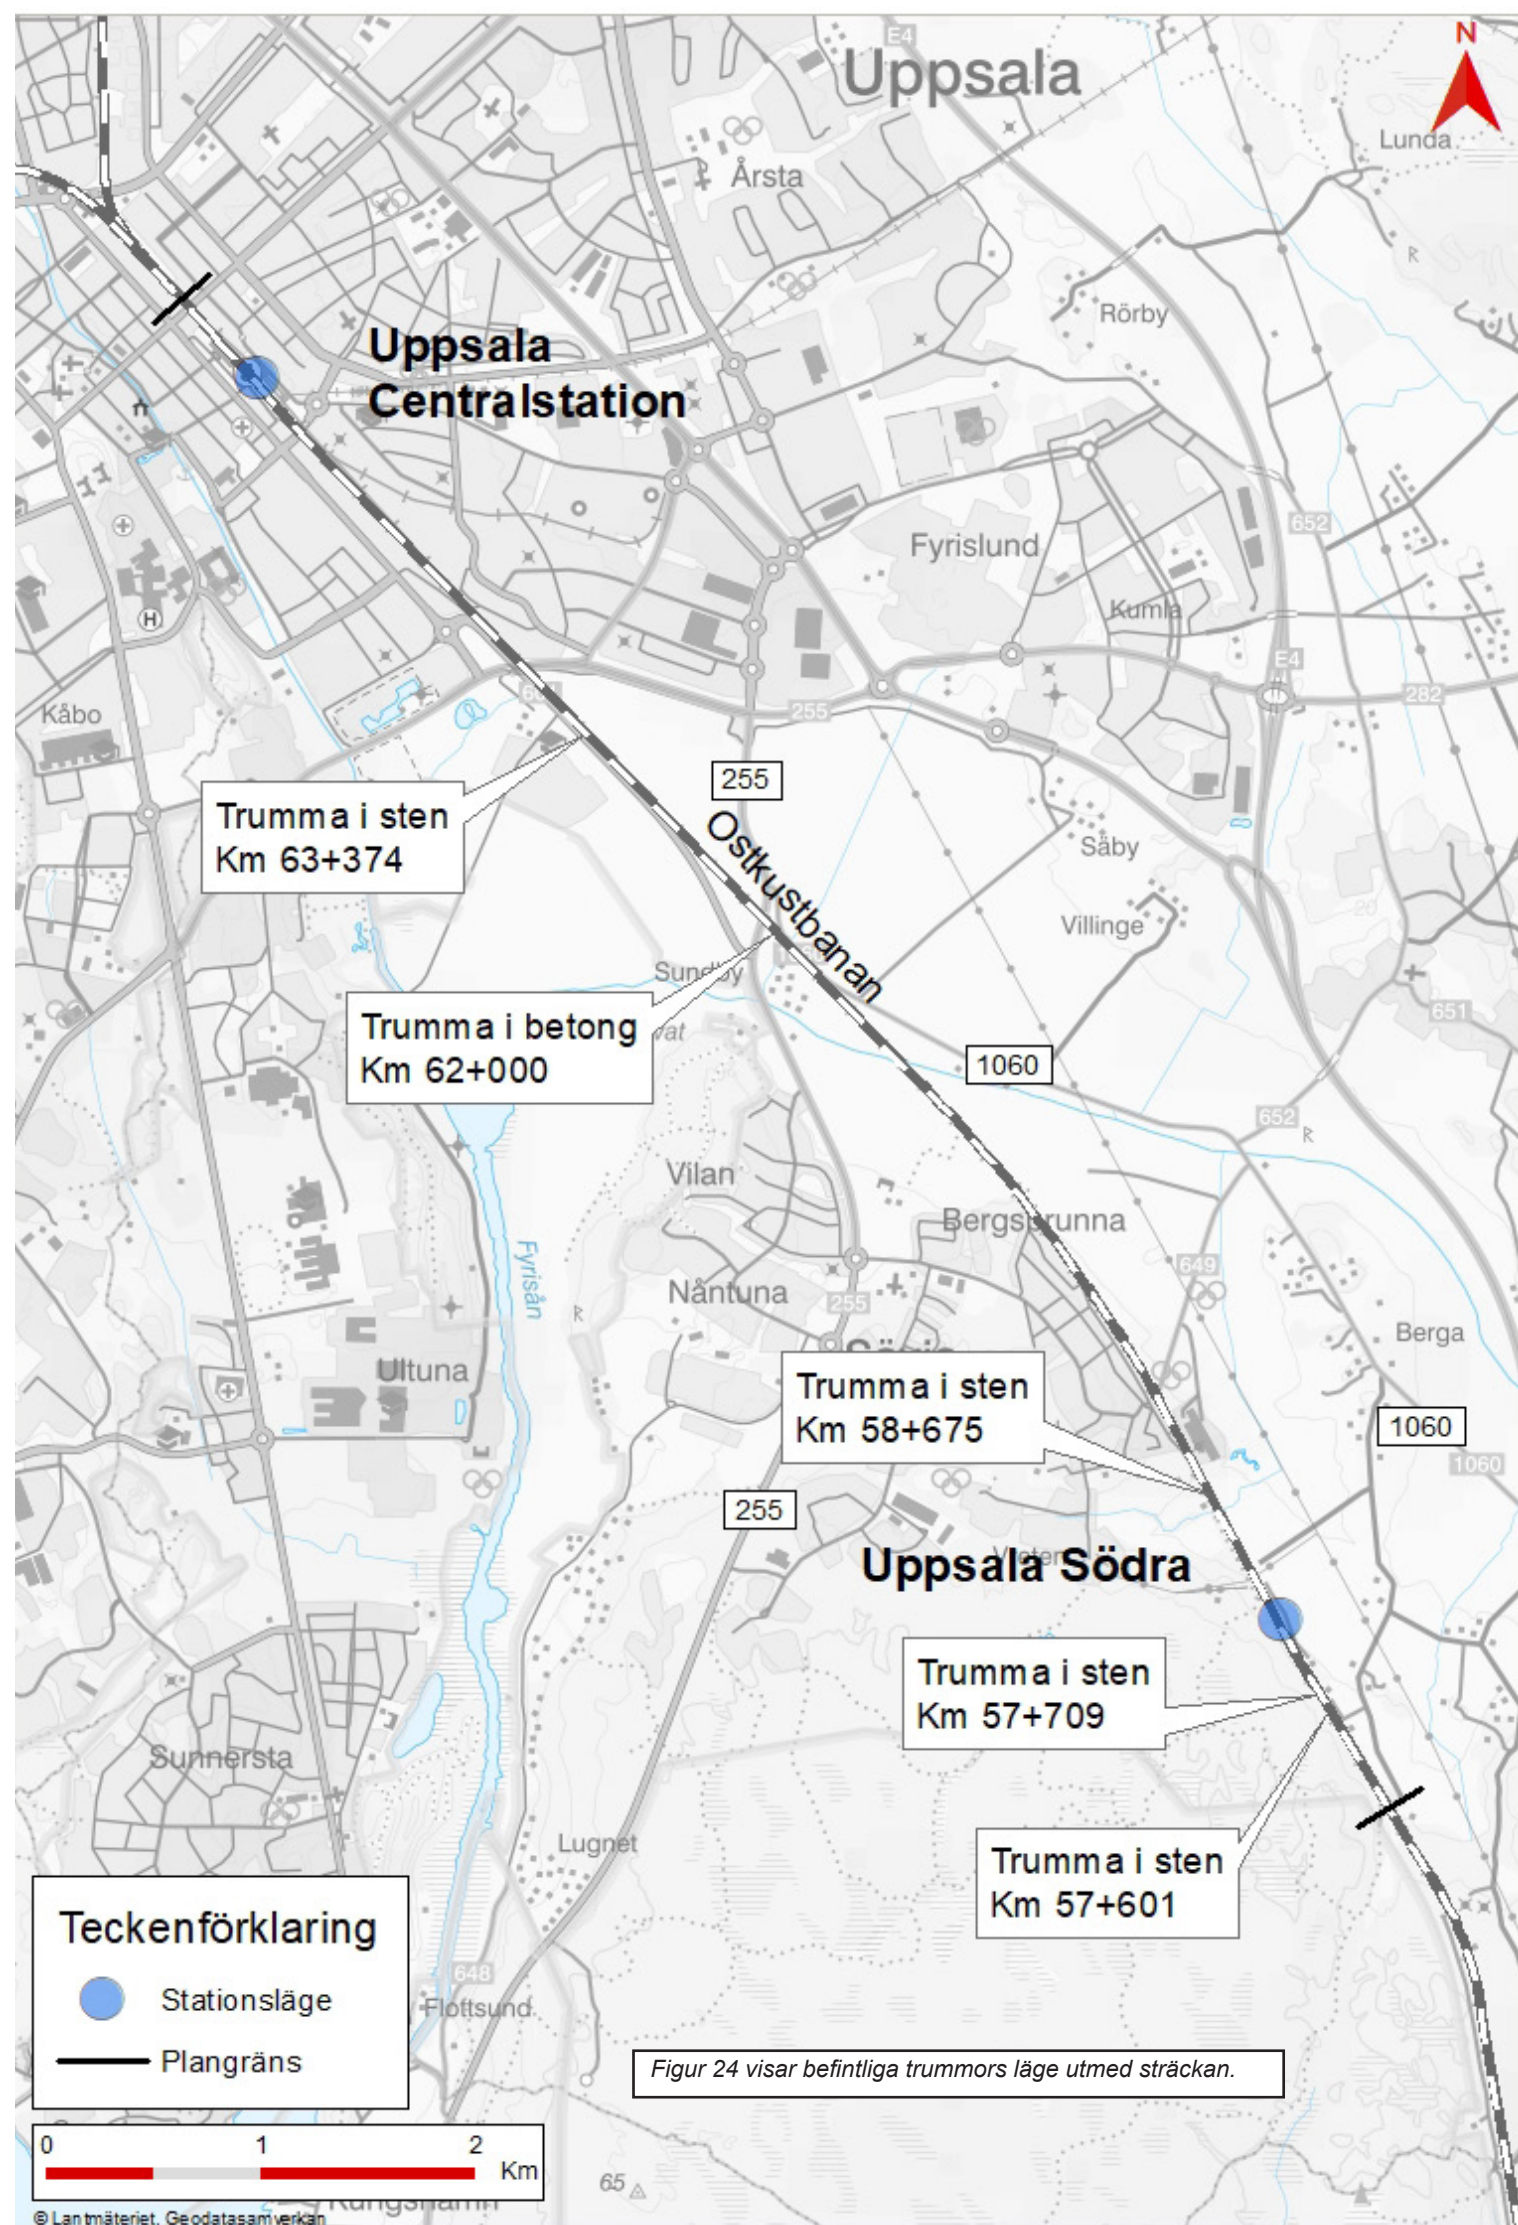 E4
Uppsala
N
Lunda
Årsta
R
Rörby
Uppsala
Centralstation
652
Fyrislund
Kumla
H
E4
282
Kåbo
255
255
Trumma i sten
Km 63+374
Ostkustbanan
Säby
Villinge
20
Sundby
651
Trumma i betong
Km 62+000
1060
652
R
Vilan
Bergsbrunna
Fyrisån
649
Nåntuna
255
R
Berga
Ultuna
Trumma i sten
Km 58+675
1060
1060
255
Uppsala Södra
Trumma i sten
Km 57+709
Sunnersta
Lugnet
Trumma i sten
Km 57+601
Teckenförklaring
Stationsläge
Plangräns
648
Flottsund
Figur 24 visar befintliga trummors läge utmed sträckan.
0 1 2
Km
65
Kungshamn
© Lantmäteriet, Geodatasamverkan